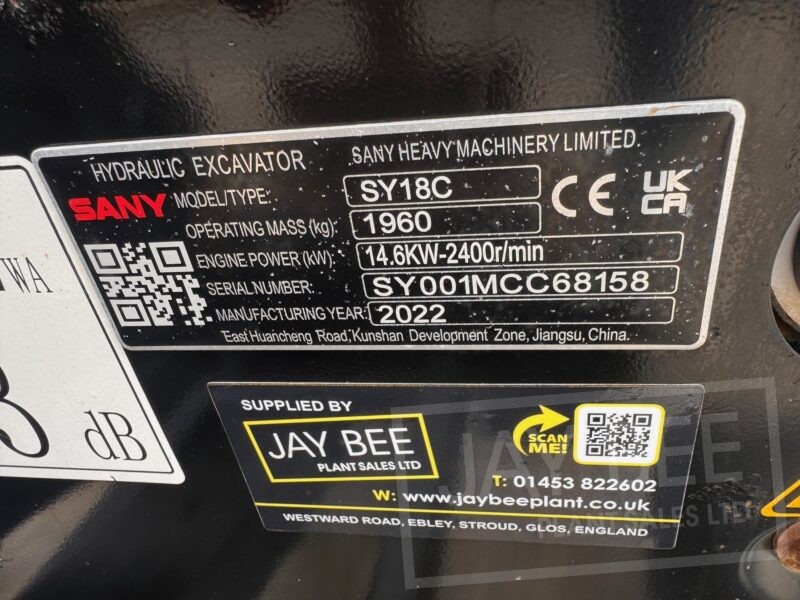 HYDRAULIC EXCAVATOR SANY HEAVY MACHINERY LIMITED.
SANY MODEL/TYPE: SY18C CE UK CA
OPERATING MASS (kg): 1960
ENGINE POWER (kW): 14.6KW-2400r/min
SERIAL NUMBER: SY001MCC68158
MANUFACTURING YEAR: 2022
East Huancheng Road, Kunshan Development Zone, Jiangsu, China.
WA
dB
SUPPLIED BY
JAY BEE
PLANT SALES LTD
SCAN
ME!
T: 01453 822602
W: www.jaybeeplant.co.uk
WESTWARD ROAD, EBLEY, STROUD, GLOS, ENGLAND
JAY BEE
PLANT SALES LTD